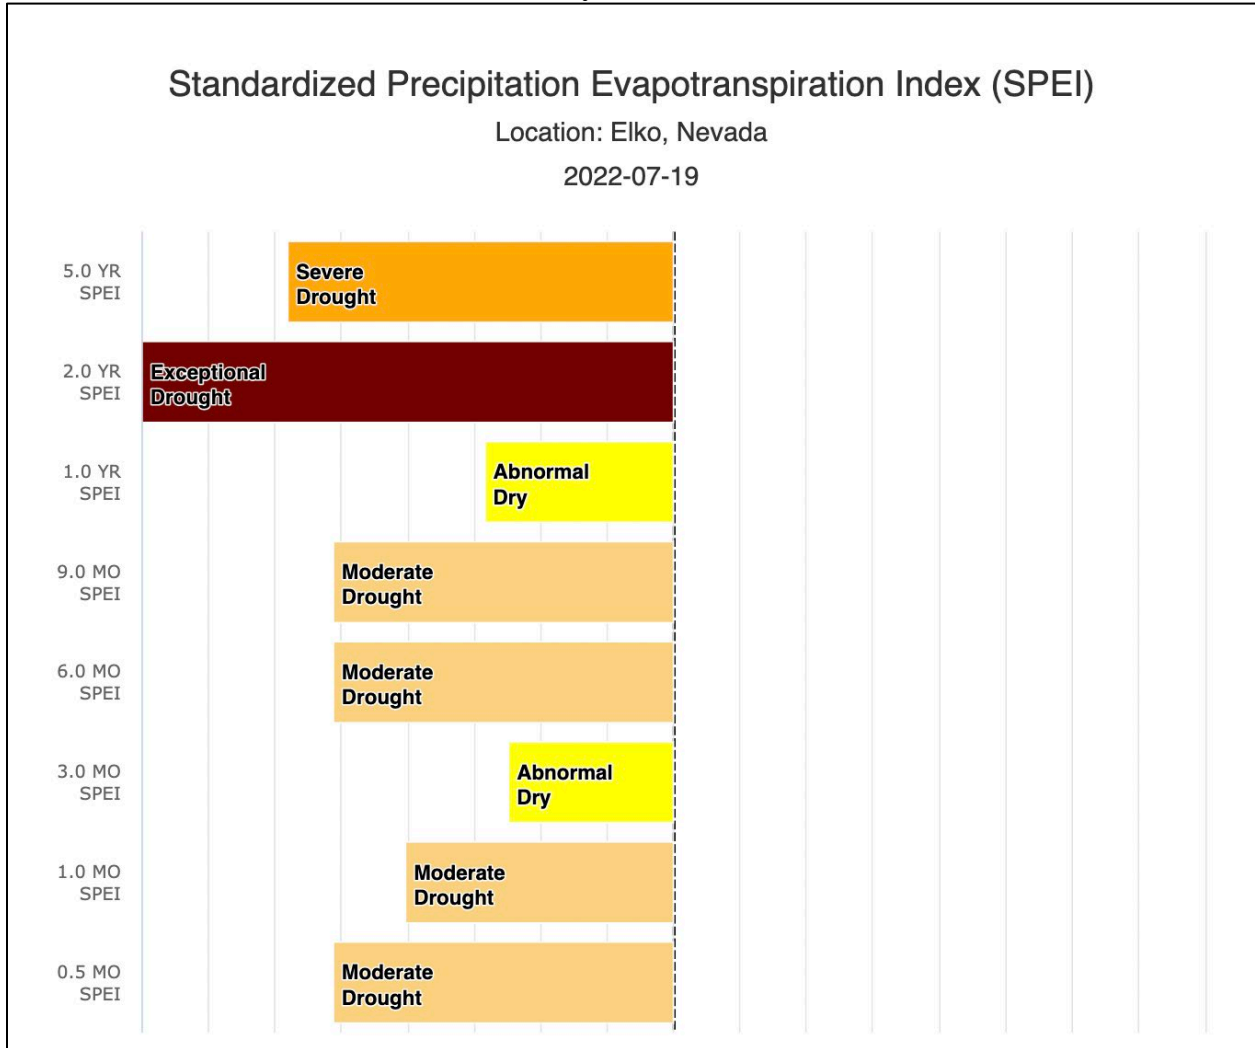 Standardized Precipitation Evapotranspiration Index (SPEI)
Location: Elko, Nevada
2022-07-19
5.0 YR
SPEI
Severe
Drought
2.0 YR
SPEI
Exceptional
Drought
1.0 YR
SPEI
Abnormal
Dry
9.0 MO
SPEI
Moderate
Drought
6.0 MO
SPEI
Moderate
Drought
3.0 MO
SPEI
Abnormal
Dry
1.0 MO
SPEI
Moderate
Drought
0.5 MO
SPEI
Moderate
Drought